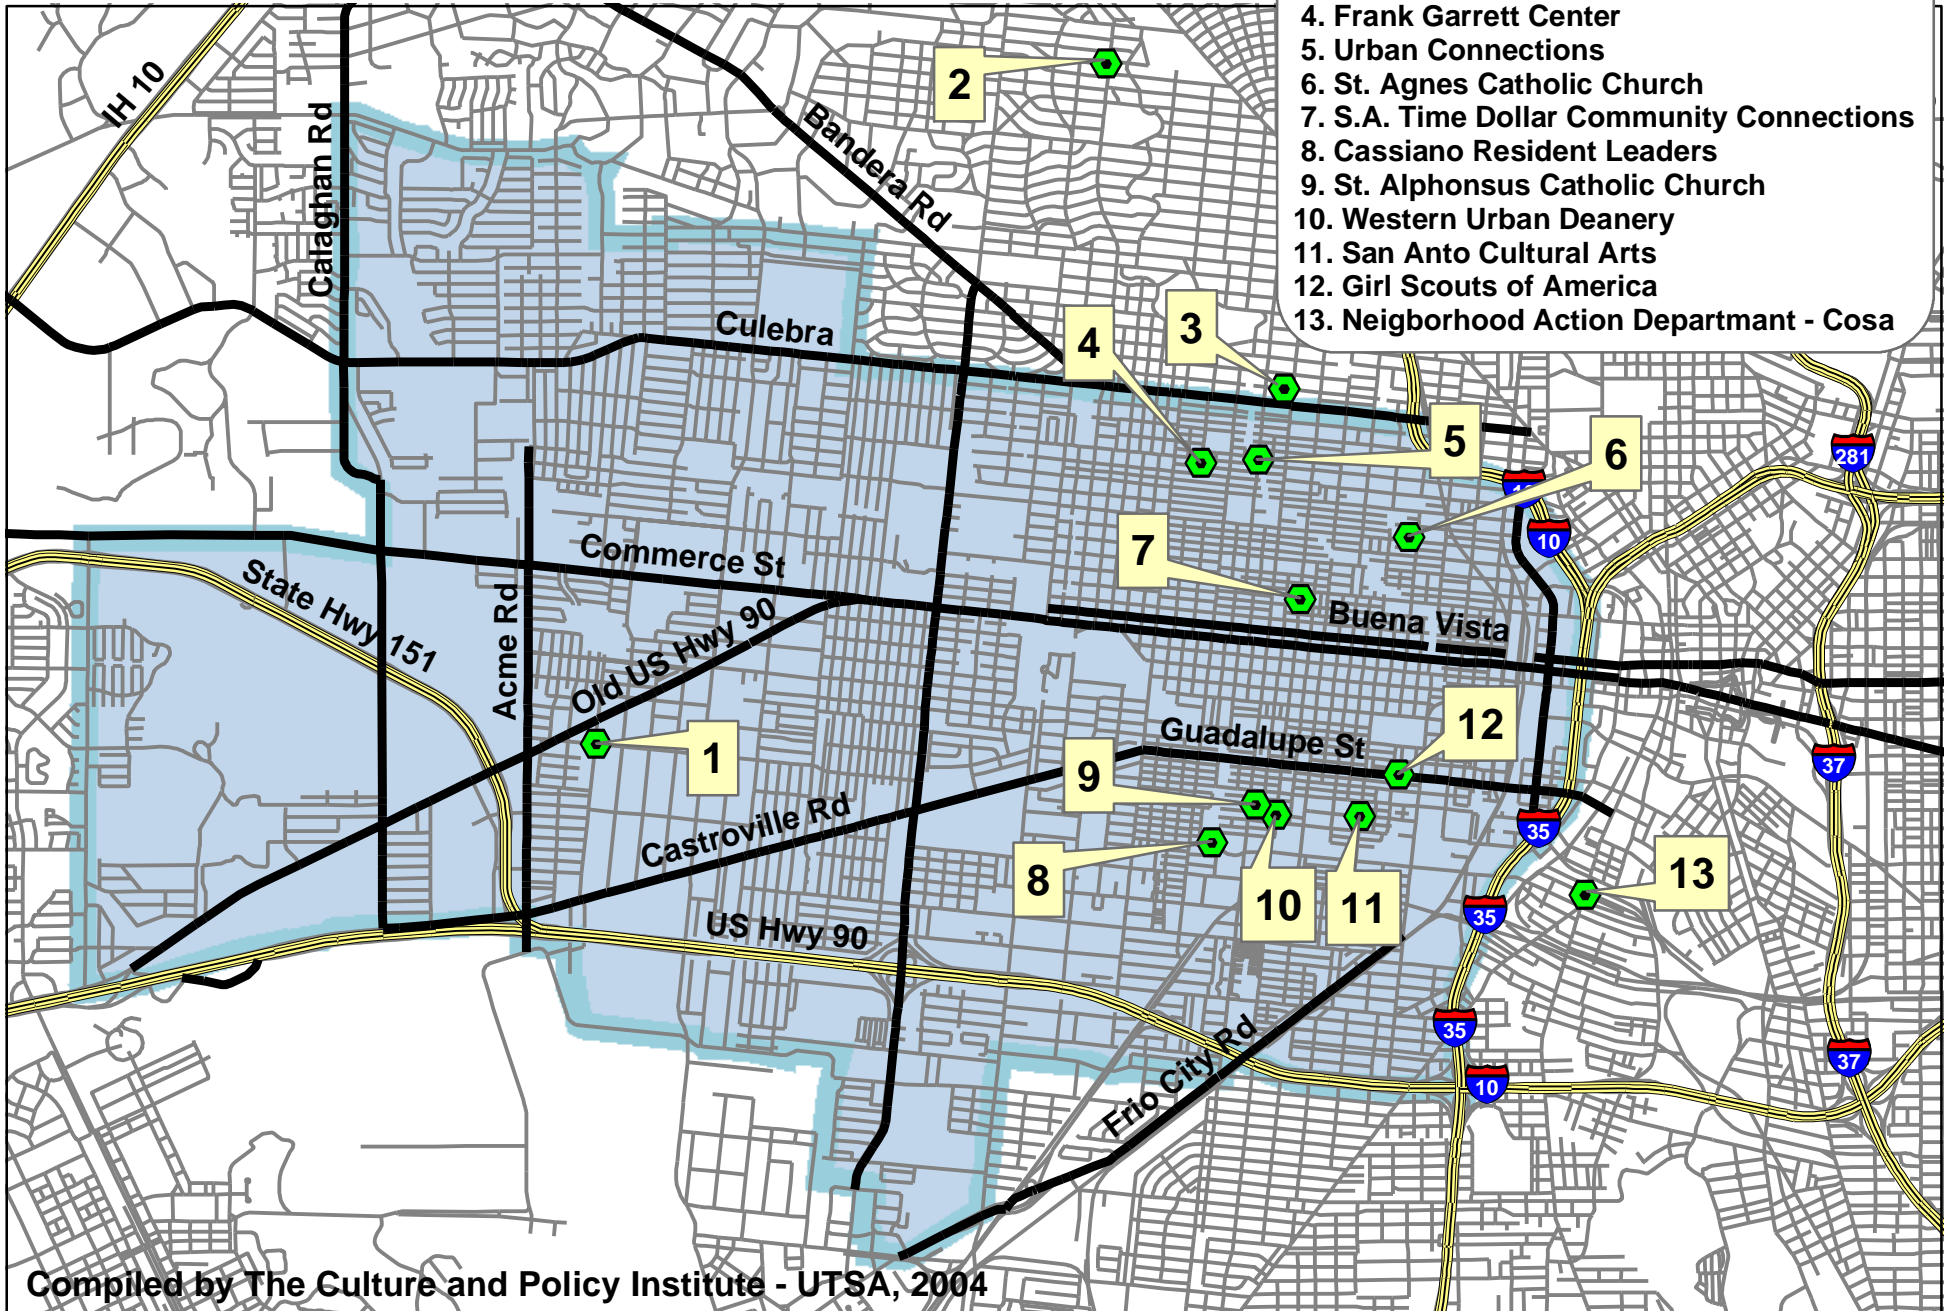 4. Frank Garrett Center
5. Urban Connections
6. St. Agnes Catholic Church
7. S.A. Time Dollar Community Connections
8. Cassiano Resident Leaders
9. St. Alphonsus Catholic Church
10. Western Urban Deanery
11. San Anto Cultural Arts
12. Girl Scouts of America
13. Neigborhood Action Departmant - Cosa
IH 10
Callaghan Rd
Bandera Rd
2
Culebra
4
3
5
6
281
10
7
Commerce St
State Hwy 151
Acme Rd
Old US Hwy 90
Buena Vista
1
12
Guadalupe St
9
37
Castroville Rd
35
8
10
11
13
35
US Hwy 90
35
37
10
Frio City Rd
Compiled by The Culture and Policy Institute - UTSA, 2004